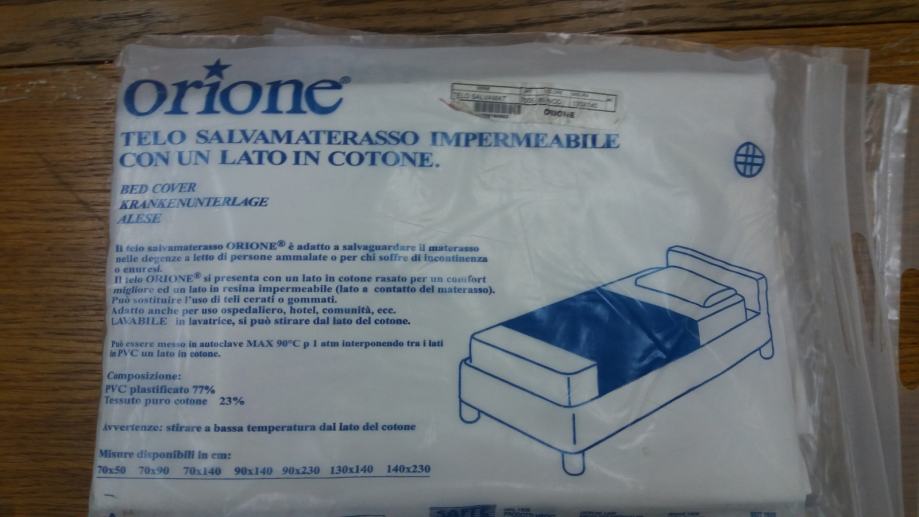 orione®
TELO SALVAMAT
ORIONE
TELO SALVAMATERASSO IMPERMEABILE
CON UN LATO IN COTONE.
BED COVER
KRANKENUNTERLAGE
ALESE
Il telo salvamaterasso ORIONE® è adatto a salvaguardare il materasso
nelle degenze a letto di persone ammalate o per chi soffre di incontinenza
o enuresi.
Il telo ORIONE® si presenta con un lato in cotone rasato per un comfort
migliore ed un lato in resina impermeabile (lato a contatto del materasso).
Può sostituire l'uso di teli cerati o gommati.
Adatto anche per uso ospedaliero, hotel, comunità, ecc.
LAVABILE in lavatrice, si può stirare dal lato del cotone.
Può essere messo in autoclave MAX 90°C p 1 atm interponendo tra i lati
in PVC un lato in cotone.
Composizione:
PVC plastificato 77%
Tessuto puro cotone 23%
Avvertenze: stirare a bassa temperatura dal lato del cotone
Misure disponibili in cm:
70x50 70x90 70x140 90x140 90x230 130x140 140x230